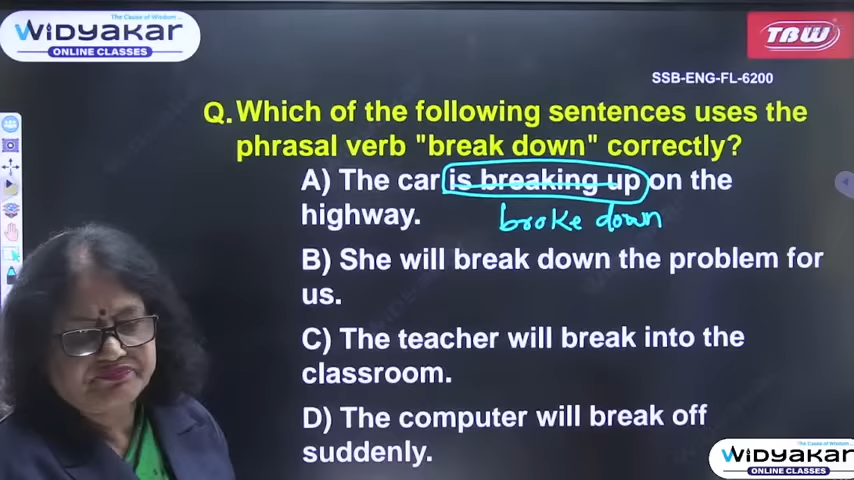 The Cause of Wisdom ...
WIDYAKAR
ONLINE CLASSES
TBW
SSB-ENG-FL-6200
Q. Which of the following sentences uses the
phrasal verb "break down" correctly?
A) The car is breaking up on the
highway.
broke down
B) She will break down the problem for
us.
C) The teacher will break into the
classroom.
D) The computer will break off
suddenly.
The Cause of Wisdom ...
WIDYAKAR
ONLINE CLASSES